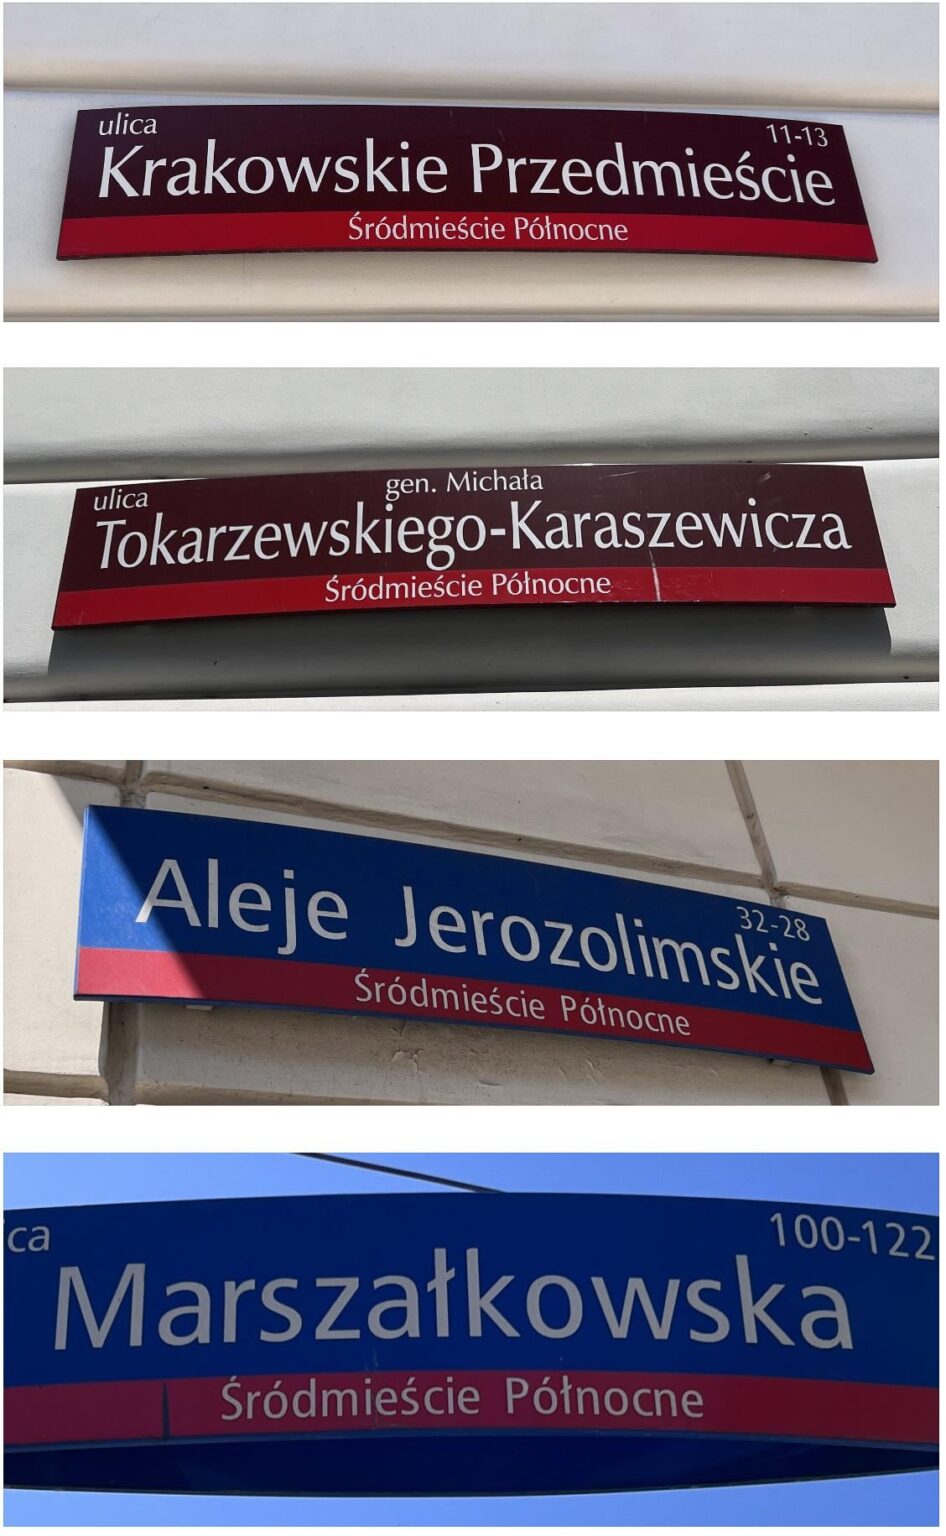 ulica
11-13
Krakowskie Przedmieście
Śródmieście Północne
ulica
gen. Michała
Tokarzewskiego-Karaszewicza
Śródmieście Północne
32-28
Aleje Jerozolimskie
Śródmieście Północne
ca
100-122
Marszałkowska
Śródmieście Północne